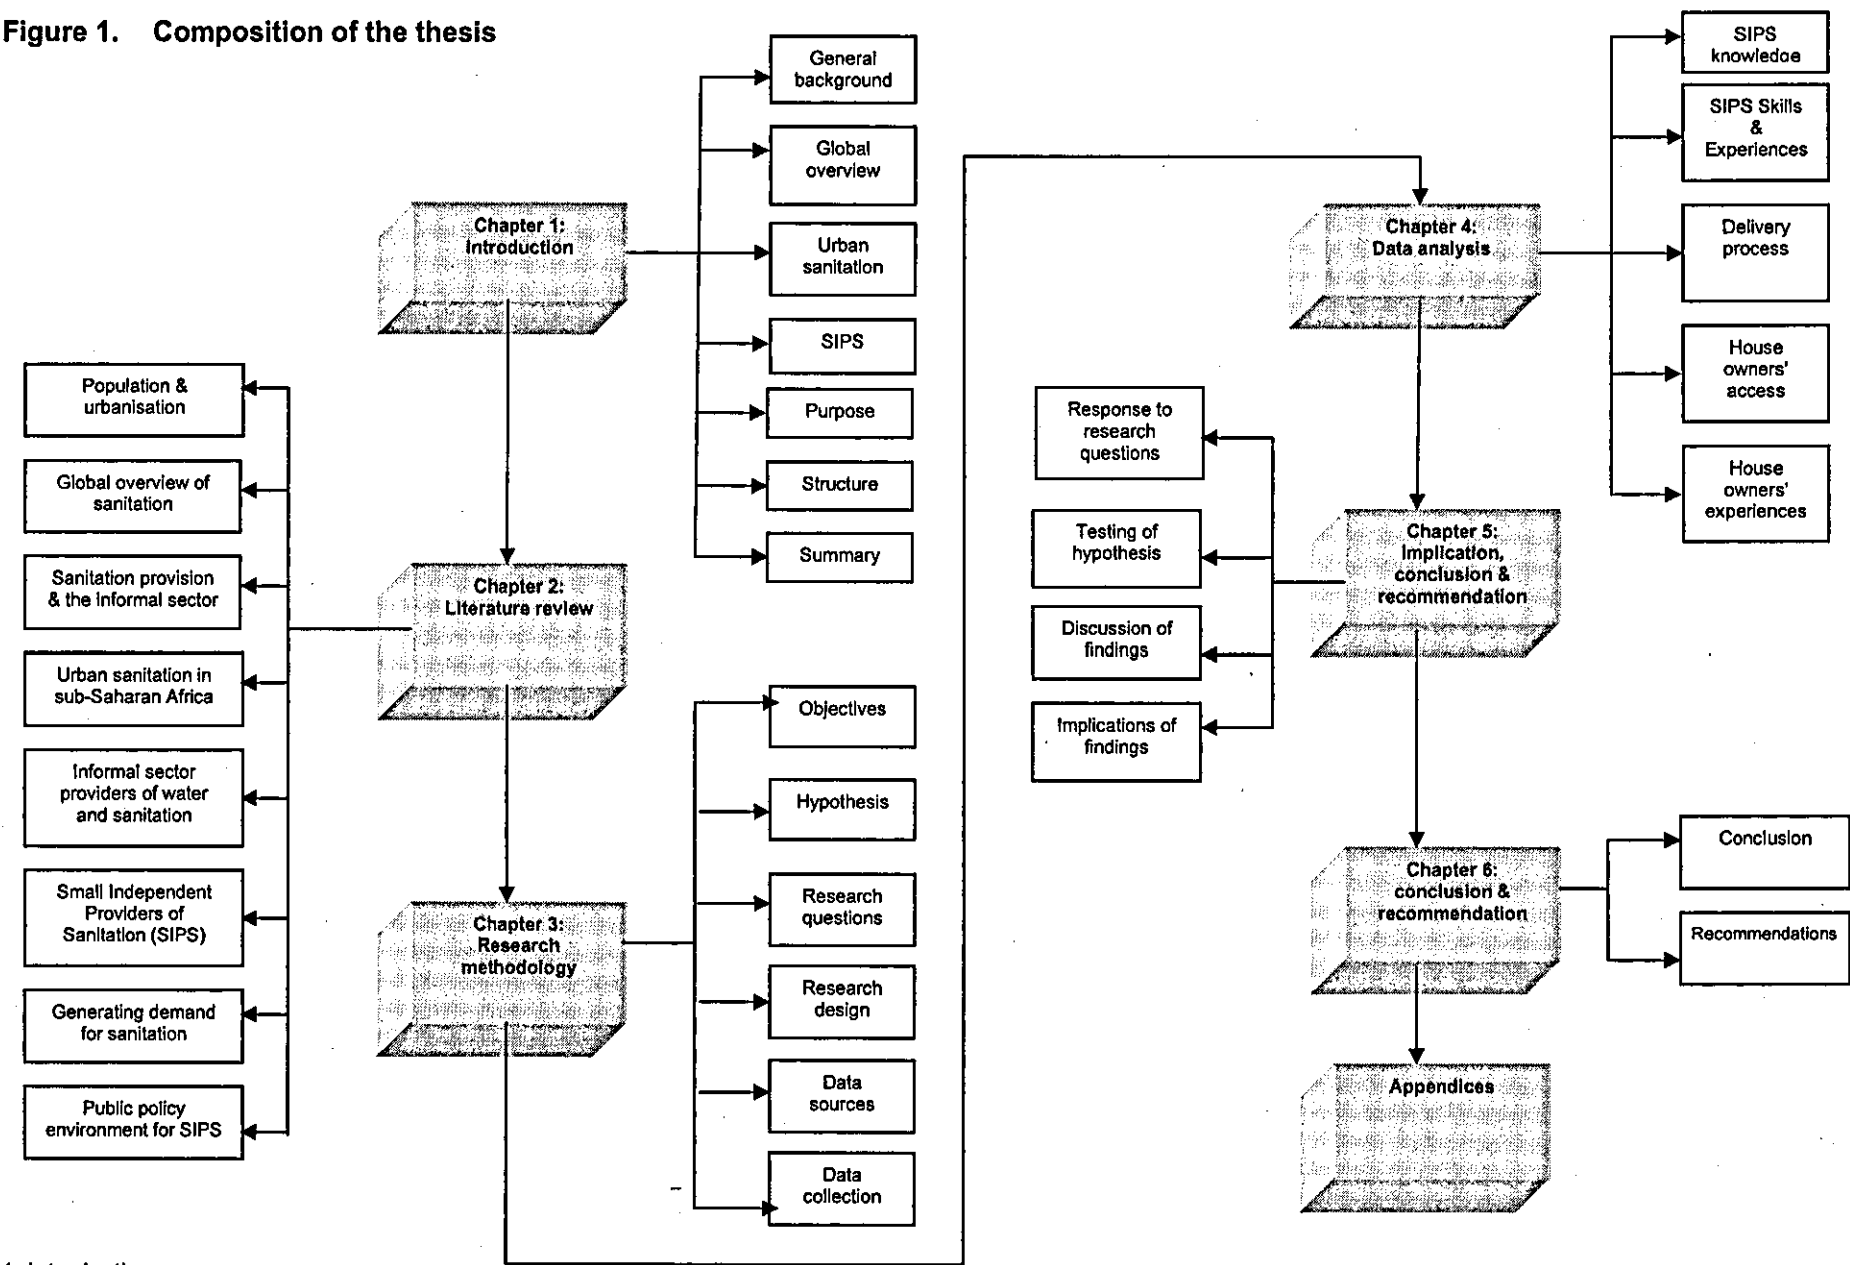 Figure 1. Composition of the thesis
Chapter 1:
Introduction
General
background
Global
overview
Urban
sanitation
SIPS
Purpose
Structure
Summary
Chapter 2:
Literature review
Population &
urbanisation
Global overview of
sanitation
Sanitation provision
& the informal sector
Urban sanitation in
sub-Saharan Africa
Informal sector
providers of water
and sanitation
Small Independent
Providers of
Sanitation (SIPS)
Generating demand
for sanitation
Public policy
environment for SIPS
Chapter 3:
Research
methodology
Objectives
Hypothesis
Research
questions
Research
design
Data
sources
Data
collection
Chapter 4:
Data analysis
SIPS
knowledge
SIPS Skills
&
Experiences
Delivery
process
House
owners'
access
House
owners'
experiences
Chapter 5:
Implication,
conclusion &
recommendation
Response to
research
questions
Testing of
hypothesis
Discussion of
findings
Implications of
findings
Chapter 6:
conclusion &
recommendation
Conclusion
Recommendations
Appendices